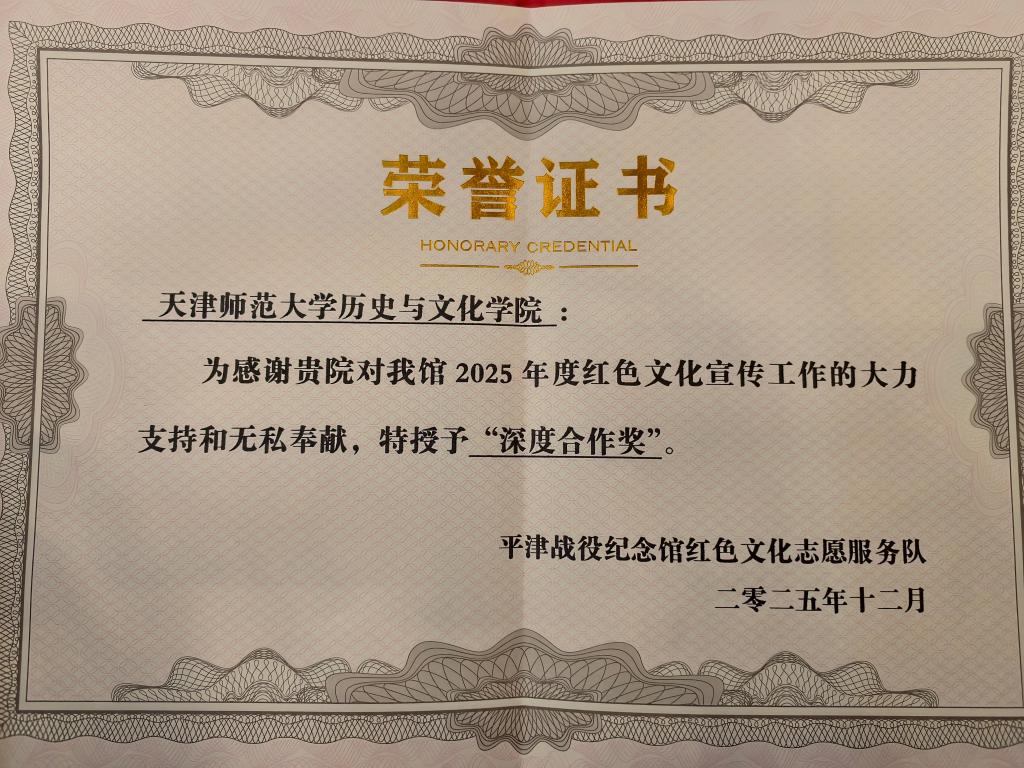 荣誉证书
HONORARY CREDENTIAL
天津师范大学历史与文化学院：
为感谢贵院对我馆2025年度红色文化宣传工作的大力
支持和无私奉献，特授予“深度合作奖”。
平津战役纪念馆红色文化志愿服务队
二零二五年十二月